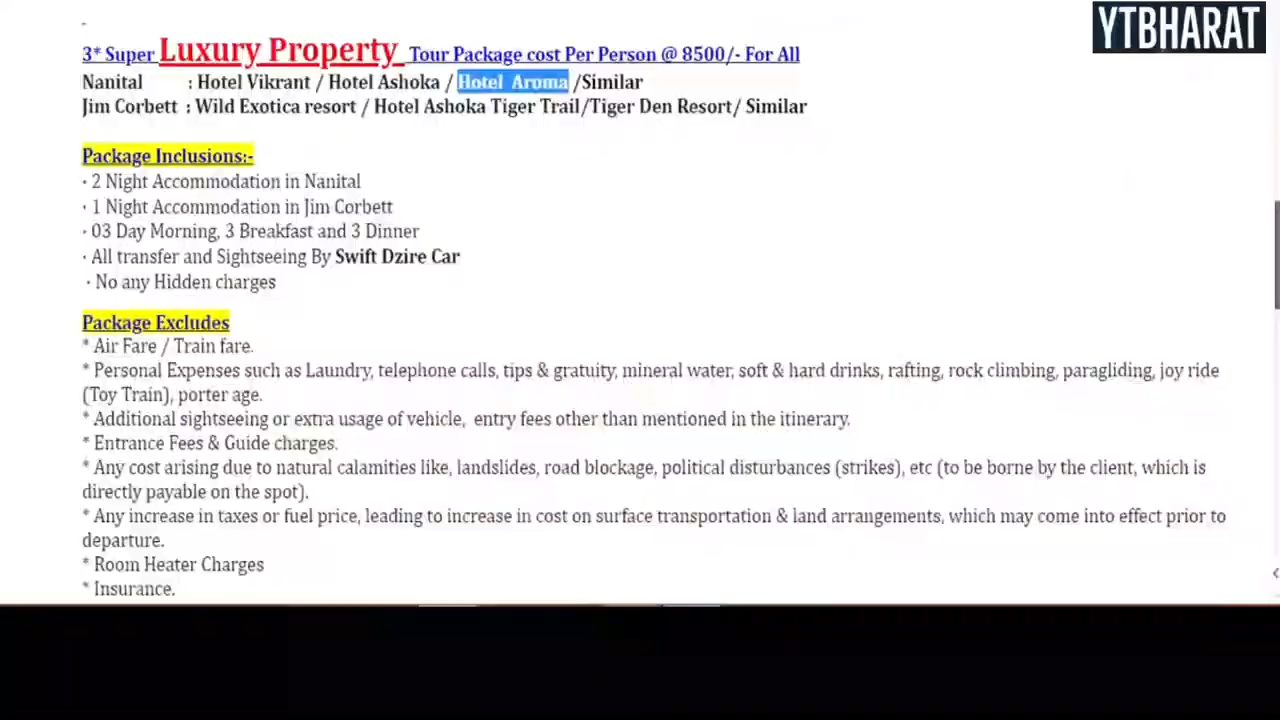 YTBHARAT
3* Super Luxury Property Tour Package cost Per Person @ 8500/- For All
Nanital : Hotel Vikrant / Hotel Ashoka / Hotel Aroma /Similar
Jim Corbett : Wild Exotica resort / Hotel Ashoka Tiger Trail/Tiger Den Resort/ Similar
Package Inclusions:-
· 2 Night Accommodation in Nanital
· 1 Night Accommodation in Jim Corbett
· 03 Day Morning, 3 Breakfast and 3 Dinner
· All transfer and Sightseeing By Swift Dzire Car
· No any Hidden charges
Package Excludes
* Air Fare / Train fare.
* Personal Expenses such as Laundry, telephone calls, tips & gratuity, mineral water, soft & hard drinks, rafting, rock climbing, paragliding, joy ride
(Toy Train), porter age.
* Additional sightseeing or extra usage of vehicle, entry fees other than mentioned in the itinerary.
* Entrance Fees & Guide charges.
* Any cost arising due to natural calamities like, landslides, road blockage, political disturbances (strikes), etc (to be borne by the client, which is
directly payable on the spot).
* Any increase in taxes or fuel price, leading to increase in cost on surface transportation & land arrangements, which may come into effect prior to
departure.
* Room Heater Charges
* Insurance.